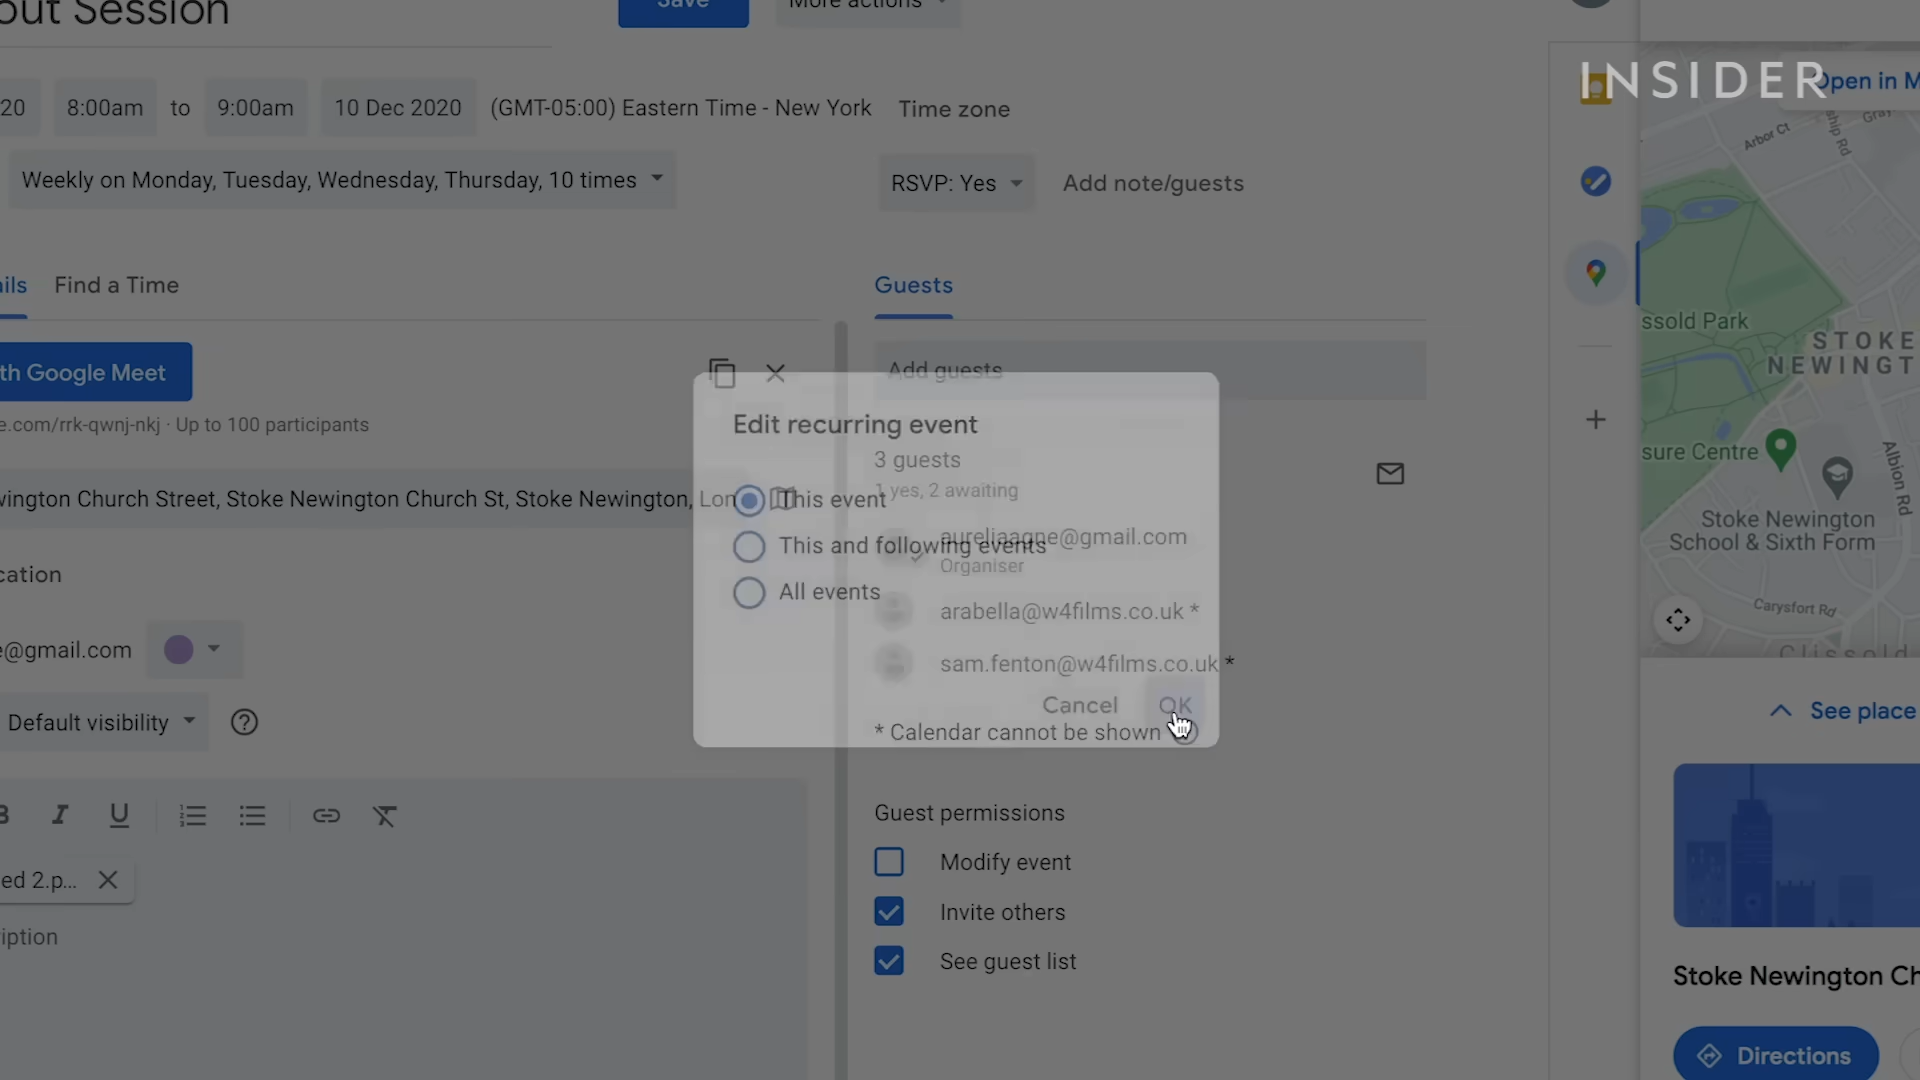 out Session
Save
More actions
INSIDER
Open in M
20
8:00am
to
9:00am
10 Dec 2020
(GMT-05:00) Eastern Time - New York
Time zone
Weekly on Monday, Tuesday, Wednesday, Thursday, 10 times
RSVP: Yes
Add note/guests
ails
Find a Time
Guests
th Google Meet
e.com/rrk-qwnj-nkj · Up to 100 participants
Add guests
Edit recurring event
3 guests
1 yes, 2 awaiting
vington Church Street, Stoke Newington Church St, Stoke Newington, Lon
This event
This and following events
All events
aureliaagne@gmail.com
Organiser
arabella@w4films.co.uk *
sam.fenton@w4films.co.uk *
Cancel
OK
* Calendar cannot be shown
cation
e@gmail.com
Default visibility
B I U
ed 2.p...
iption
Guest permissions
Modify event
Invite others
See guest list
Arbor Ct
ship Rd
Gray
ssold Park
STOKE
NEWINGT
sure Centre
Albion Rd
Stoke Newington
School & Sixth Form
Carysfort Rd
Clissold
See place
Stoke Newington Ch
Directions